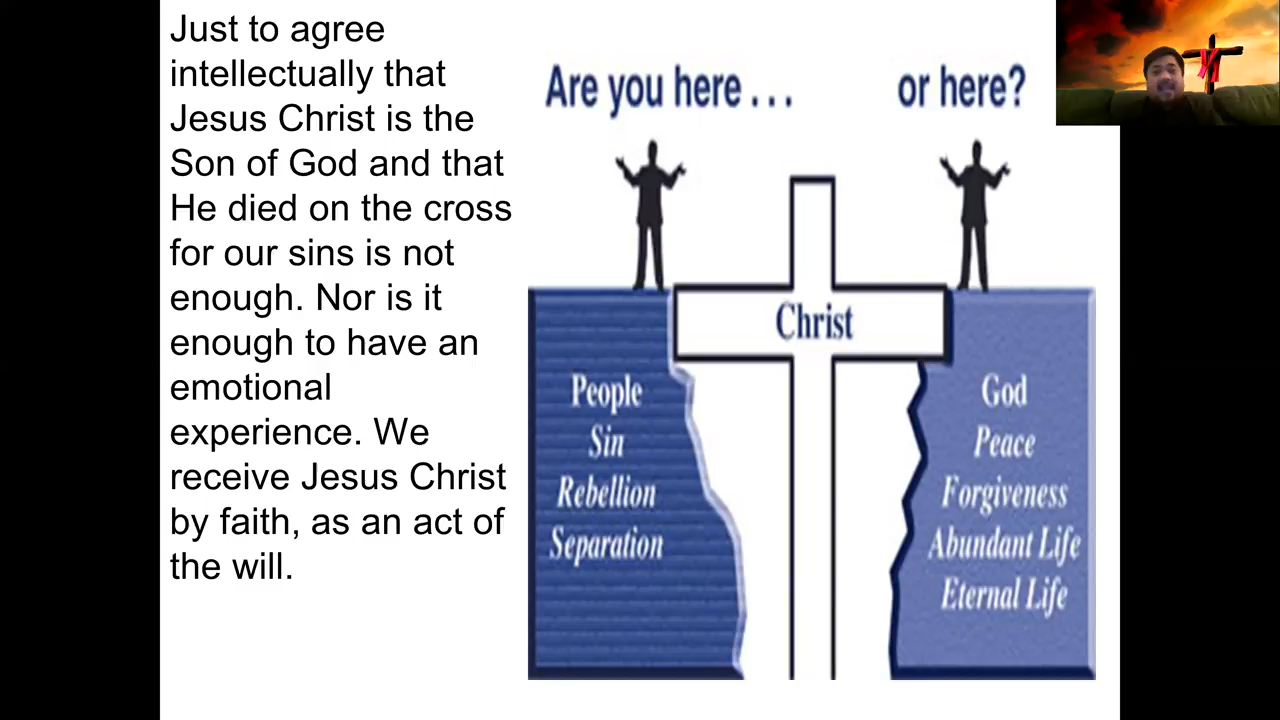 Just to agree
intellectually that
Jesus Christ is the
Son of God and that
He died on the cross
for our sins is not
enough. Nor is it
enough to have an
emotional
experience. We
receive Jesus Christ
by faith, as an act of
the will.
Are you here . . .
or here?
Christ
People
Sin
Rebellion
Separation
God
Peace
Forgiveness
Abundant Life
Eternal Life